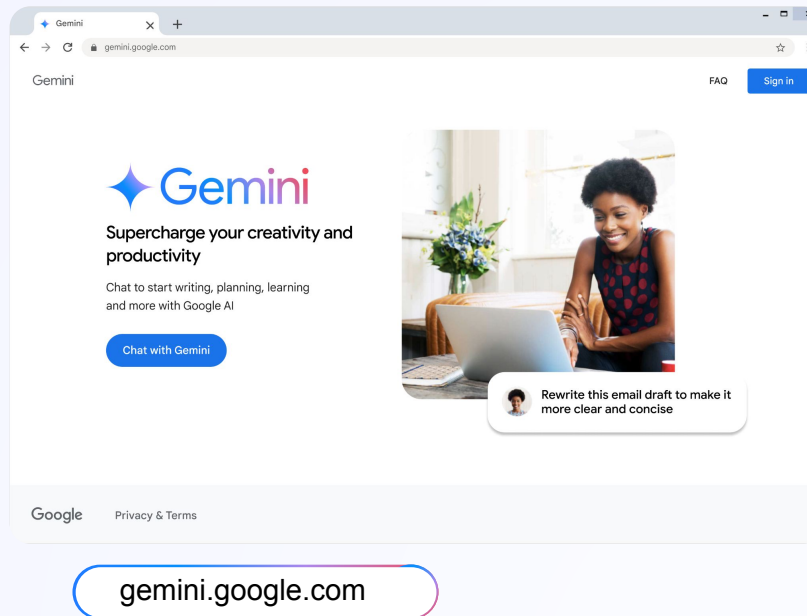 Gemini
gemini.google.com
Gemini
FAQ
Sign in
Gemini
Supercharge your creativity and
productivity
Chat to start writing, planning, learning
and more with Google AI
Chat with Gemini
Rewrite this email draft to make it
more clear and concise
Google
Privacy & Terms
gemini.google.com